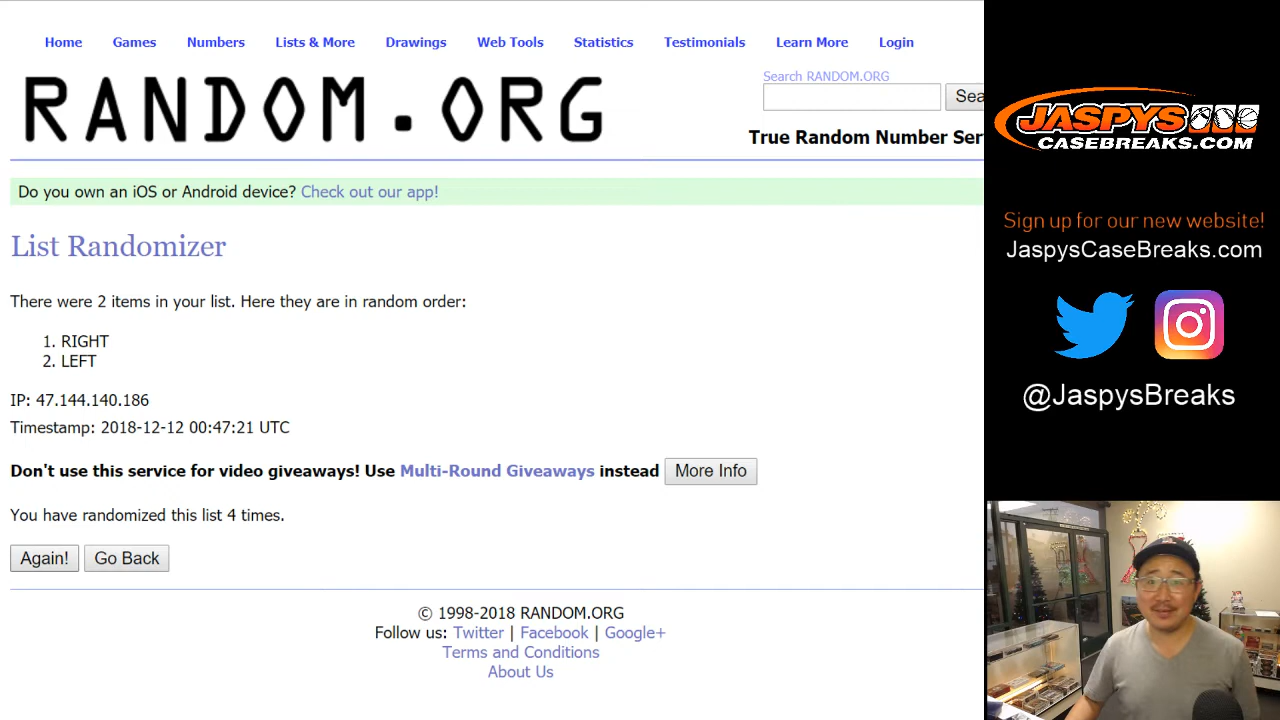 Home Games Numbers Lists & More Drawings Web Tools Statistics Testimonials Learn More Login
RANDOM.ORG
Search RANDOM.ORG
True Random Number Ser
Do you own an iOS or Android device? Check out our app!
List Randomizer
There were 2 items in your list. Here they are in random order:
1. RIGHT
2. LEFT
IP: 47.144.140.186
Timestamp: 2018-12-12 00:47:21 UTC
Don't use this service for video giveaways! Use Multi-Round Giveaways instead More Info
You have randomized this list 4 times.
Again! Go Back
© 1998-2018 RANDOM.ORG
Follow us: Twitter | Facebook | Google+
Terms and Conditions
About Us
JASPYS
CASEBREAKS.COM
Sign up for our new website!
JaspysCaseBreaks.com
@JaspysBreaks